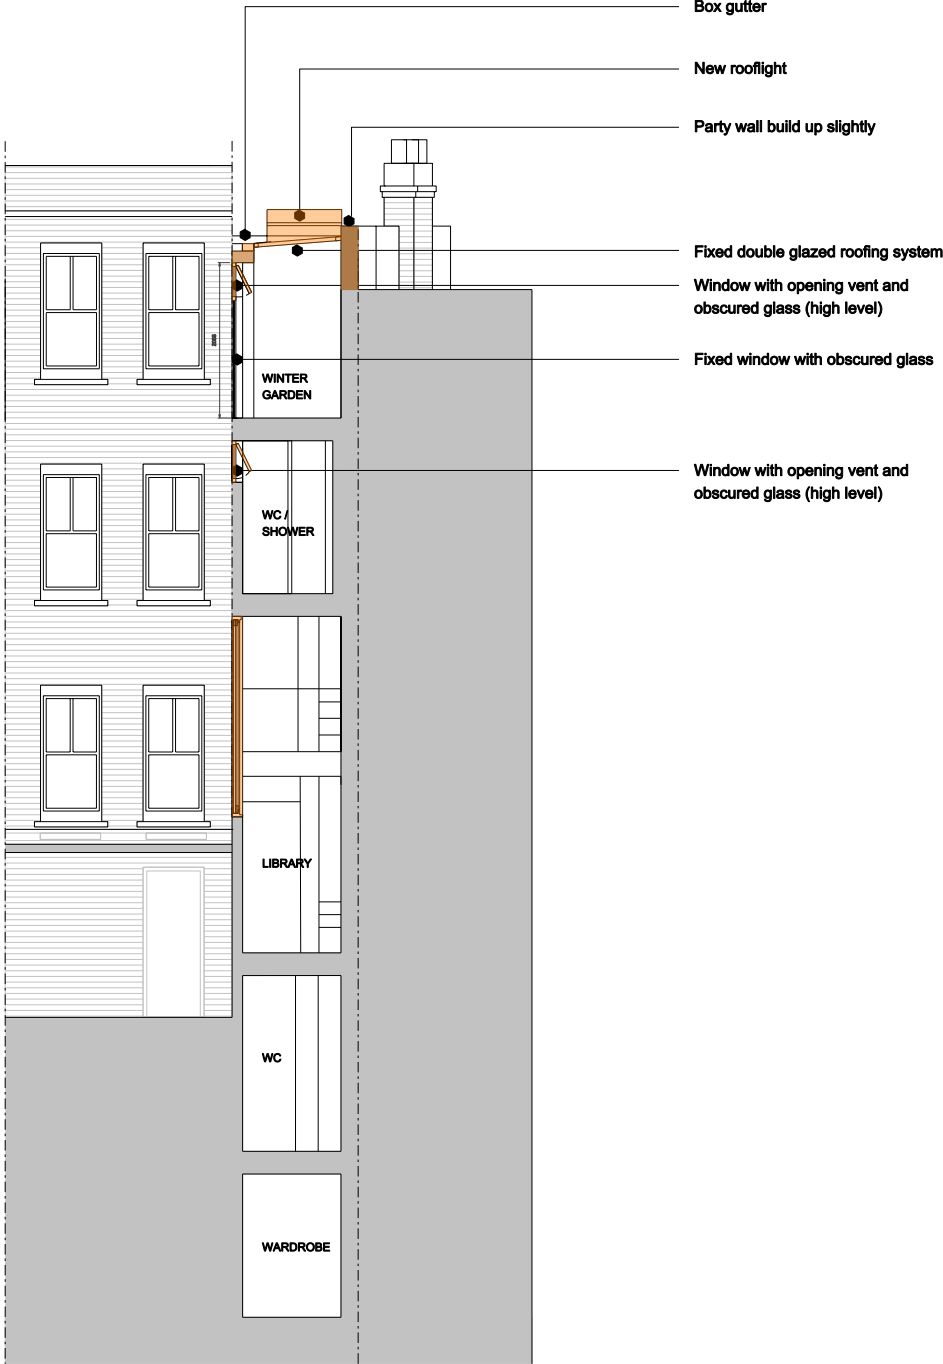 Box gutter
New rooflight
Party wall build up slightly
Fixed double glazed roofing system
Window with opening vent and
obscured glass (high level)
Fixed window with obscured glass
WINTER
GARDEN
Window with opening vent and
obscured glass (high level)
WC /
SHOWER
LIBRARY
WC
WARDROBE